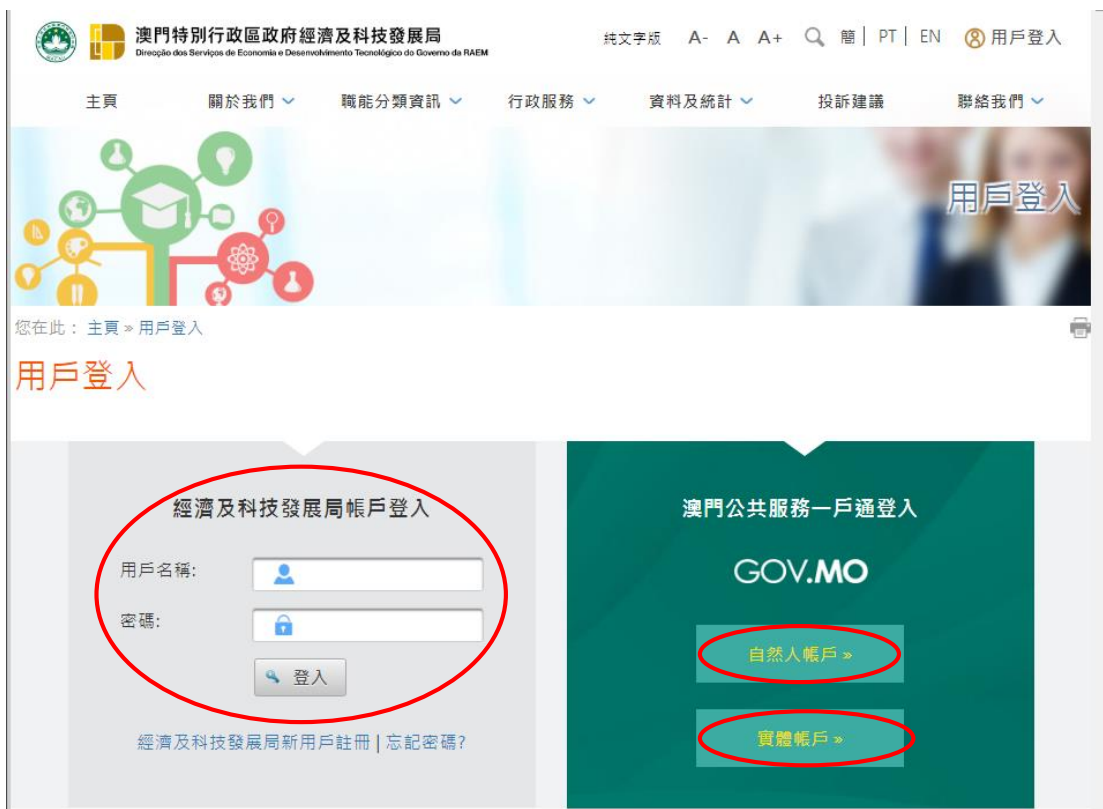 澳門特別行政區政府經濟及科技發展局
Direcção dos Serviços de Economia e Desenvolvimento Tecnológico do Governo da RAEM
純文字版 A- A A+ 簡 | PT | EN 用戶登入
主頁 關於我們 職能分類資訊 行政服務 資料及統計 投訴建議 聯絡我們
用戶登入
您在此： 主頁 » 用戶登入
用戶登入
經濟及科技發展局帳戶登入
用戶名稱:
密碼:
登入
經濟及科技發展局新用戶註冊 | 忘記密碼?
澳門公共服務一戶通登入
GOV.MO
自然人帳戶 »
實體帳戶 »